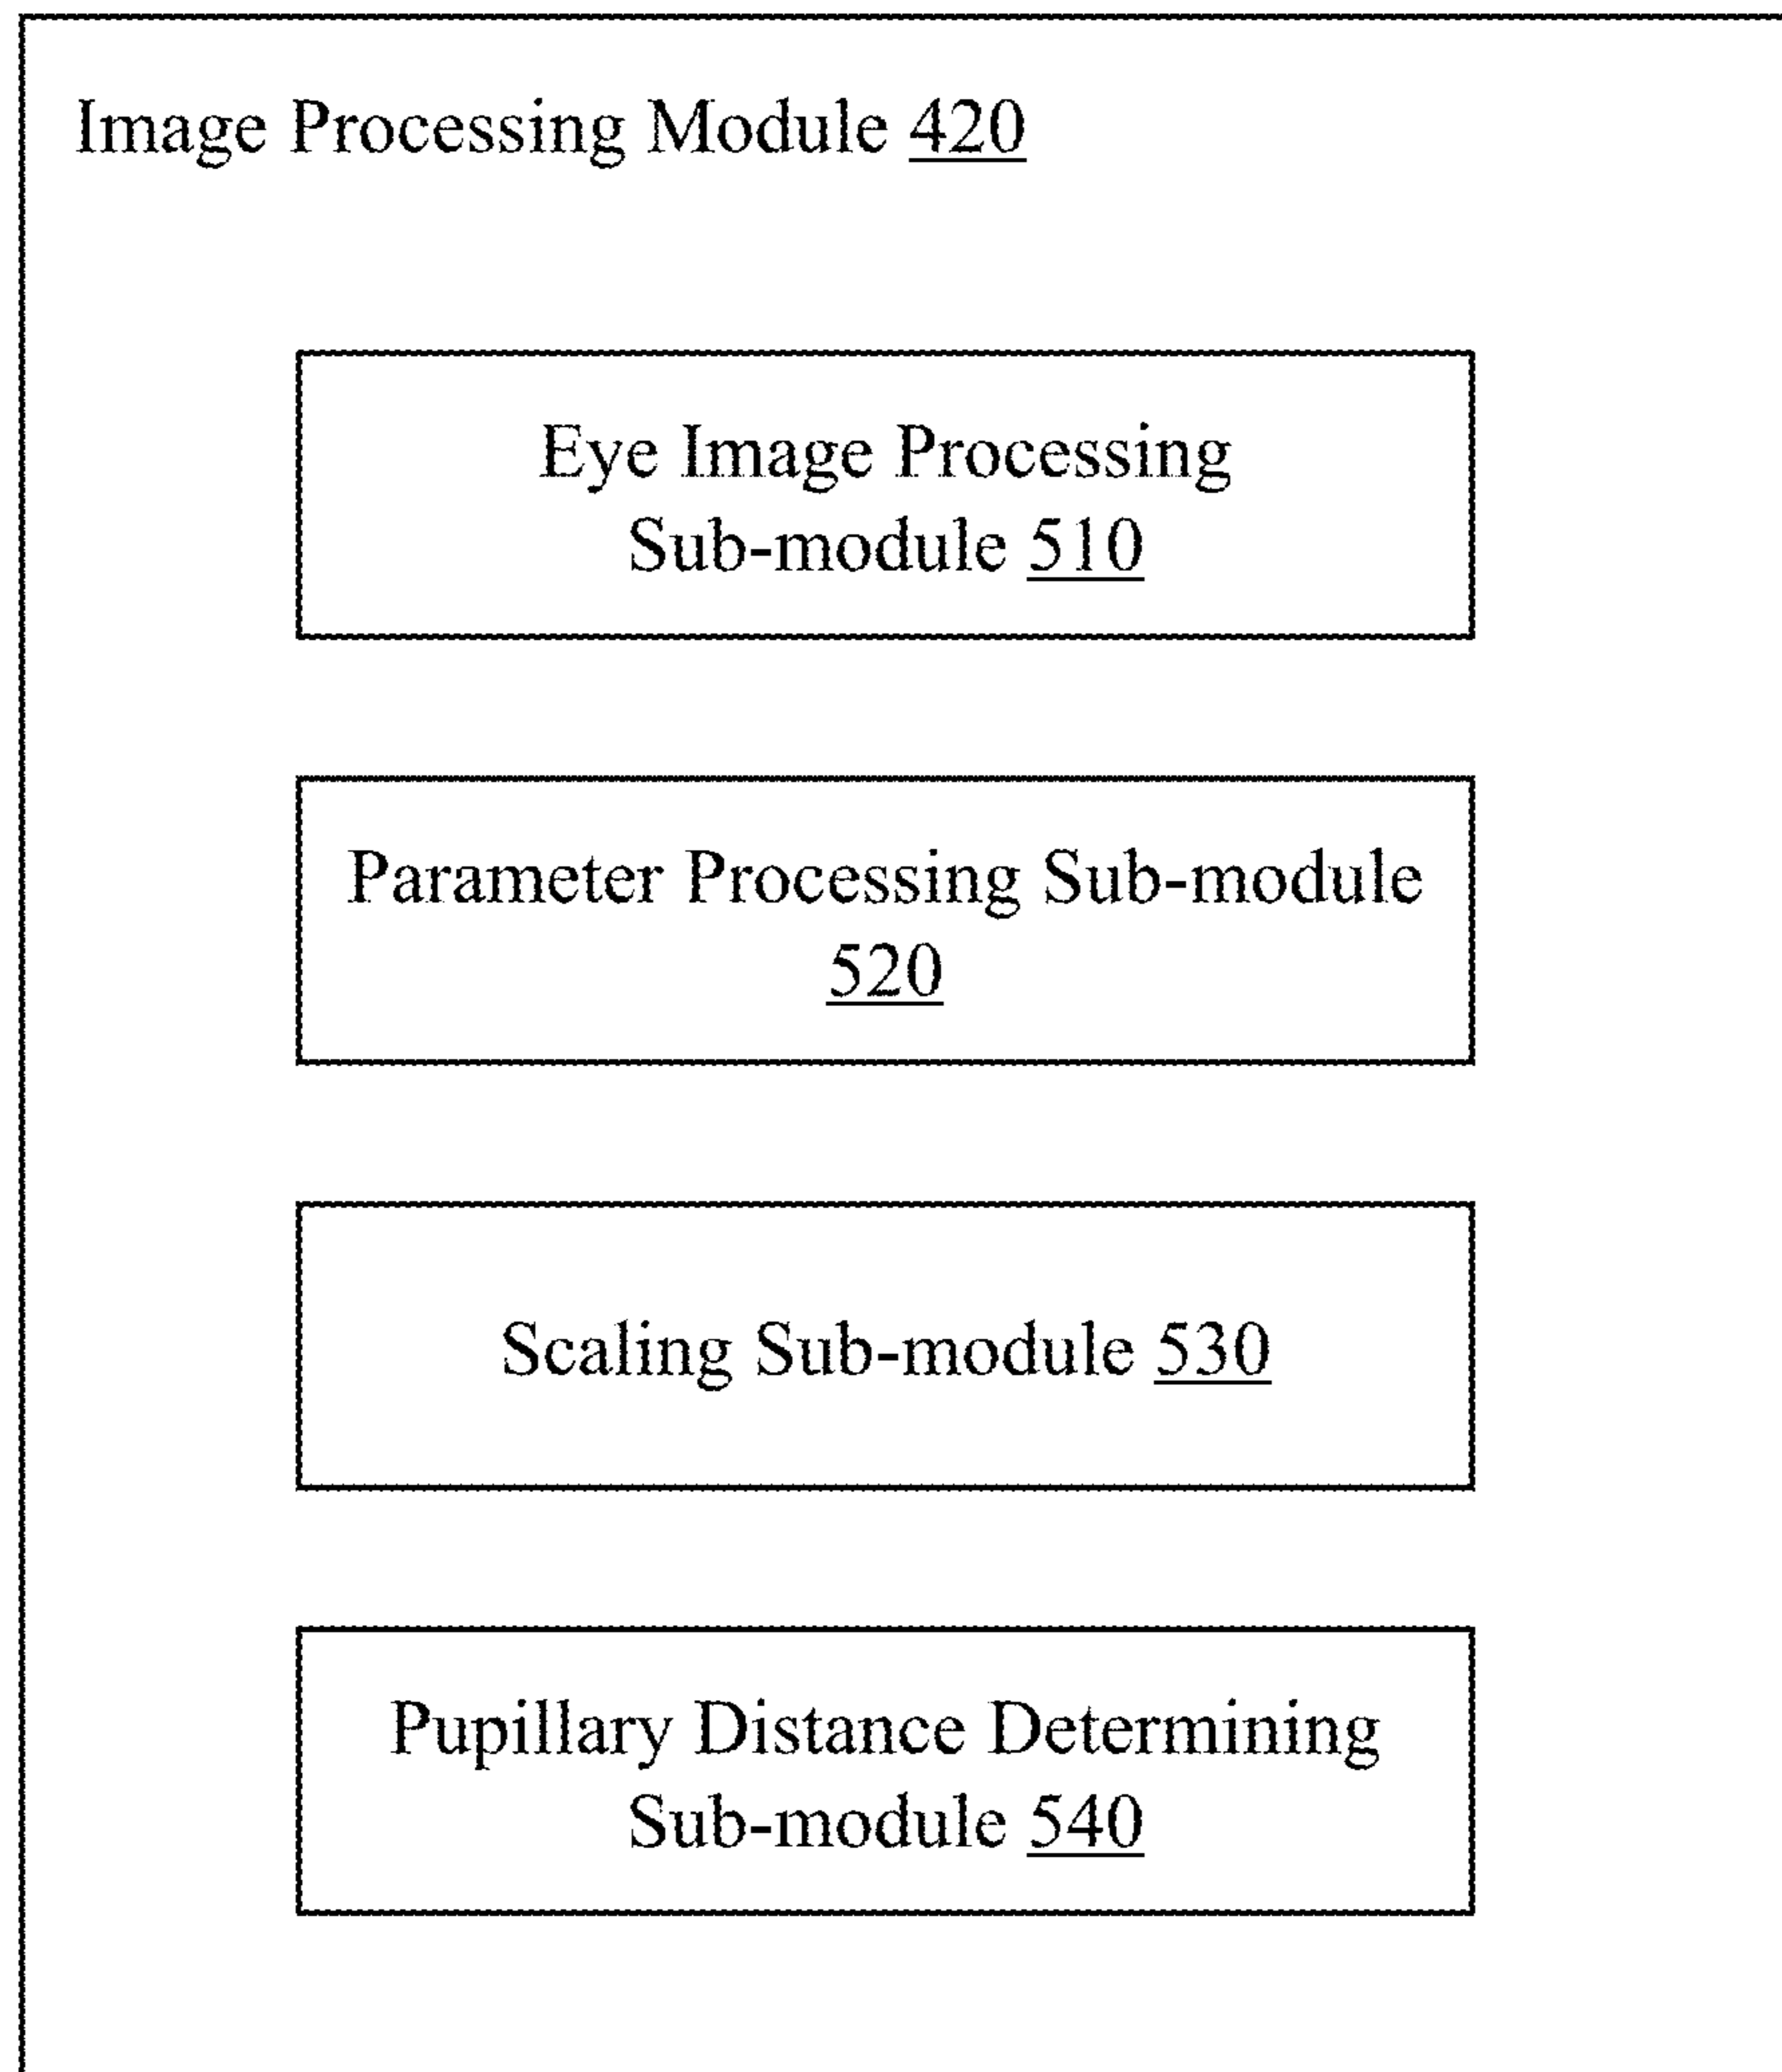 Image Processing Module 420
Eye Image Processing
Sub-module 510
Parameter Processing Sub-module
520
Scaling Sub-module 530
Pupillary Distance Determining
Sub-module 540